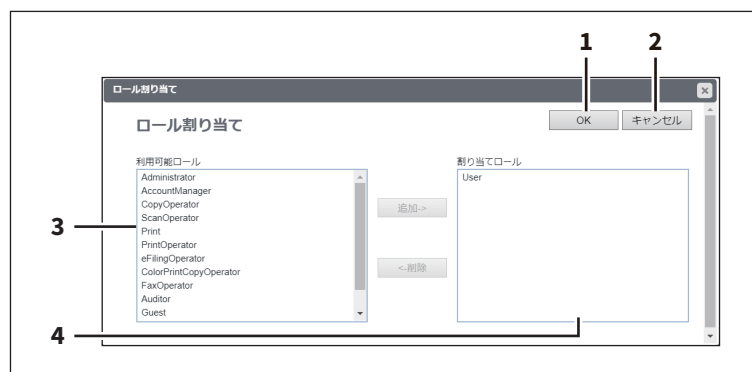 1 2
ロール割り当て
ロール割り当て
OK キャンセル
利用可能ロール
Administrator
AccountManager
CopyOperator
ScanOperator
Print
PrintOperator
eFilingOperator
ColorPrintCopyOperator
FaxOperator
Auditor
Guest
追加->
<-削除
割り当てロール
User
3
4